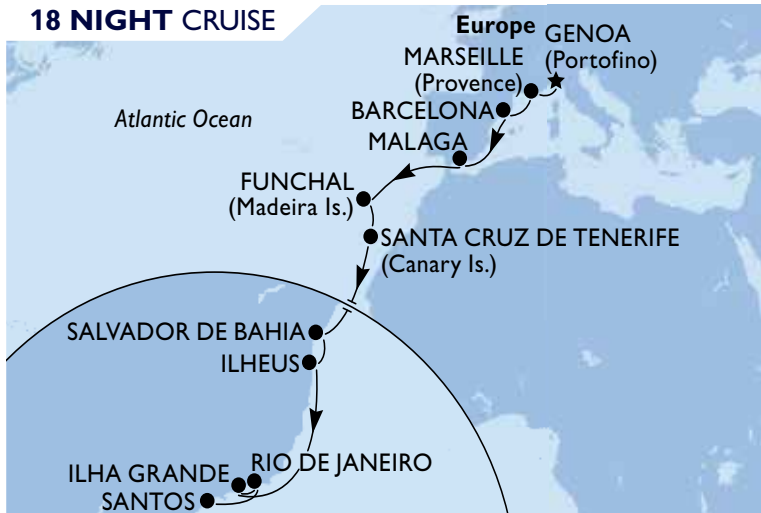 18 NIGHT CRUISE
Europe
GENOA
(Portofino)
MARSEILLE
(Provence)
BARCELONA
Atlantic Ocean
MALAGA
FUNCHAL
(Madeira Is.)
SANTA CRUZ DE TENERIFE
(Canary Is.)
SALVADOR DE BAHIA
ILHEUS
RIO DE JANEIRO
ILHA GRANDE
SANTOS